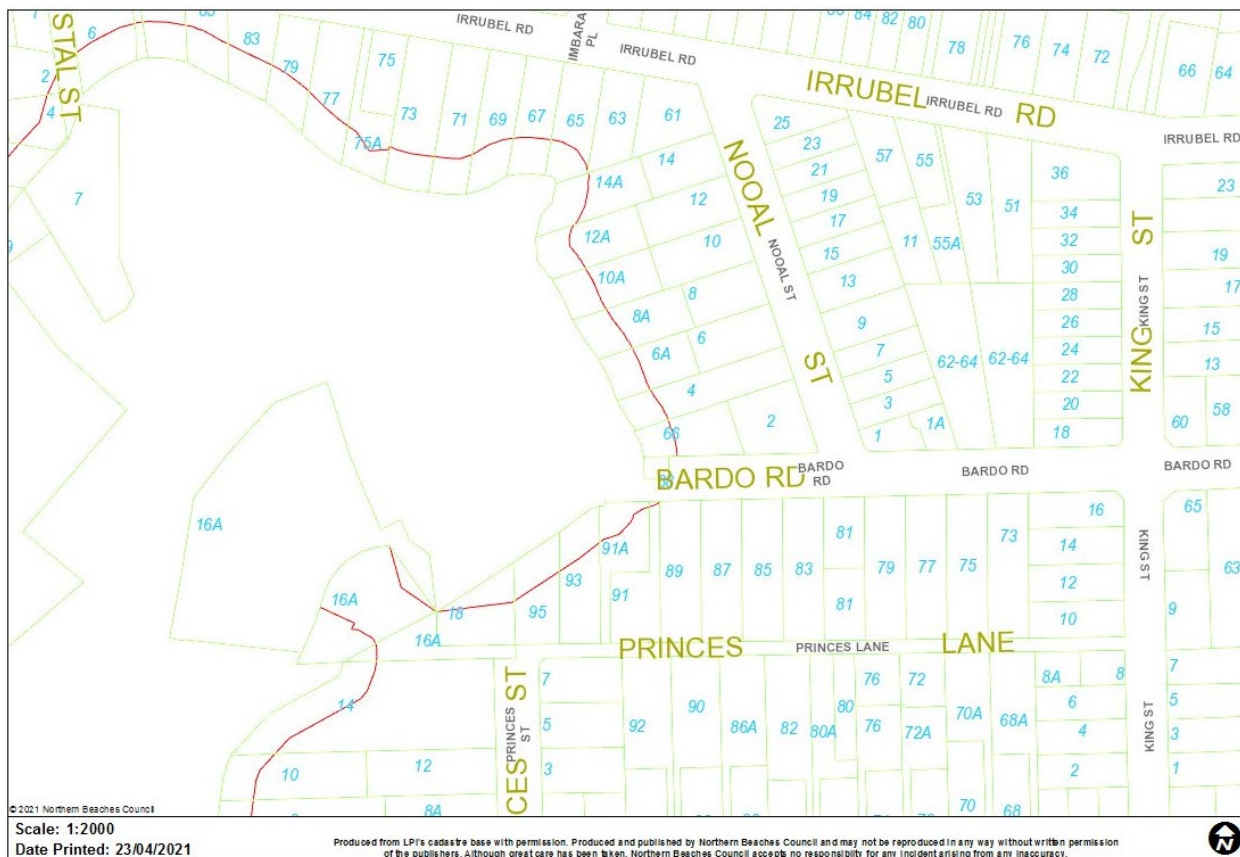 83
6
83
79
77
75
75A
73
71
69
67
65
63
61
IRRUBEL RD
IMBARA
PL
IRRUBEL RD
84
82
80
78
76
74
72
66
64
IRRUBEL RD
IRRUBEL RD
IRRUBEL RD
STAL ST
2
4
7
9
14
14A
12
12A
10
10A
8
8A
6
6A
4
2
66
NOOAL ST
NOOAL ST
25
23
21
19
17
15
13
9
7
5
3
1
1A
57
55
53
51
11
55A
62-64
62-64
36
34
32
30
28
26
24
22
20
18
KING ST
KING ST
23
19
17
15
13
60
58
BARDO RD
BARDO
RD
BARDO RD
BARDO RD
16A
16A
16A
18
95
93
91A
91
89
87
85
83
81
81
79
77
75
73
16
14
12
10
KING ST
65
63
9
PRINCES LANE
PRINCES LANE
14
10
12
8A
CES ST
PRINCES
ST
7
5
3
92
90
86A
82
80A
80
76
76
72
72A
70A
70
68A
68
8A
8
6
4
2
KING ST
7
5
3
1
© 2021 Northern Beaches Council
Scale: 1:2000
Date Printed: 23/04/2021
Produced from LPI's cadastre base with permission. Produced and published by Northern Beaches Council and may not be reproduced in any way without written permission
of the publishers. Although great care has been taken, Northern Beaches Council accepts no responsibility for any incident arising from any inaccuracy.
N